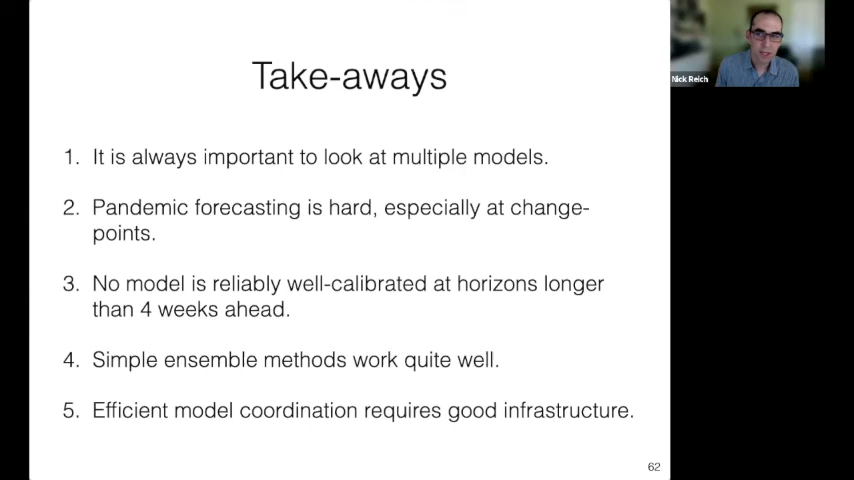 Take-aways
Nick Reich
1. It is always important to look at multiple models.
2. Pandemic forecasting is hard, especially at change-
points.
3. No model is reliably well-calibrated at horizons longer
than 4 weeks ahead.
4. Simple ensemble methods work quite well.
5. Efficient model coordination requires good infrastructure.
62